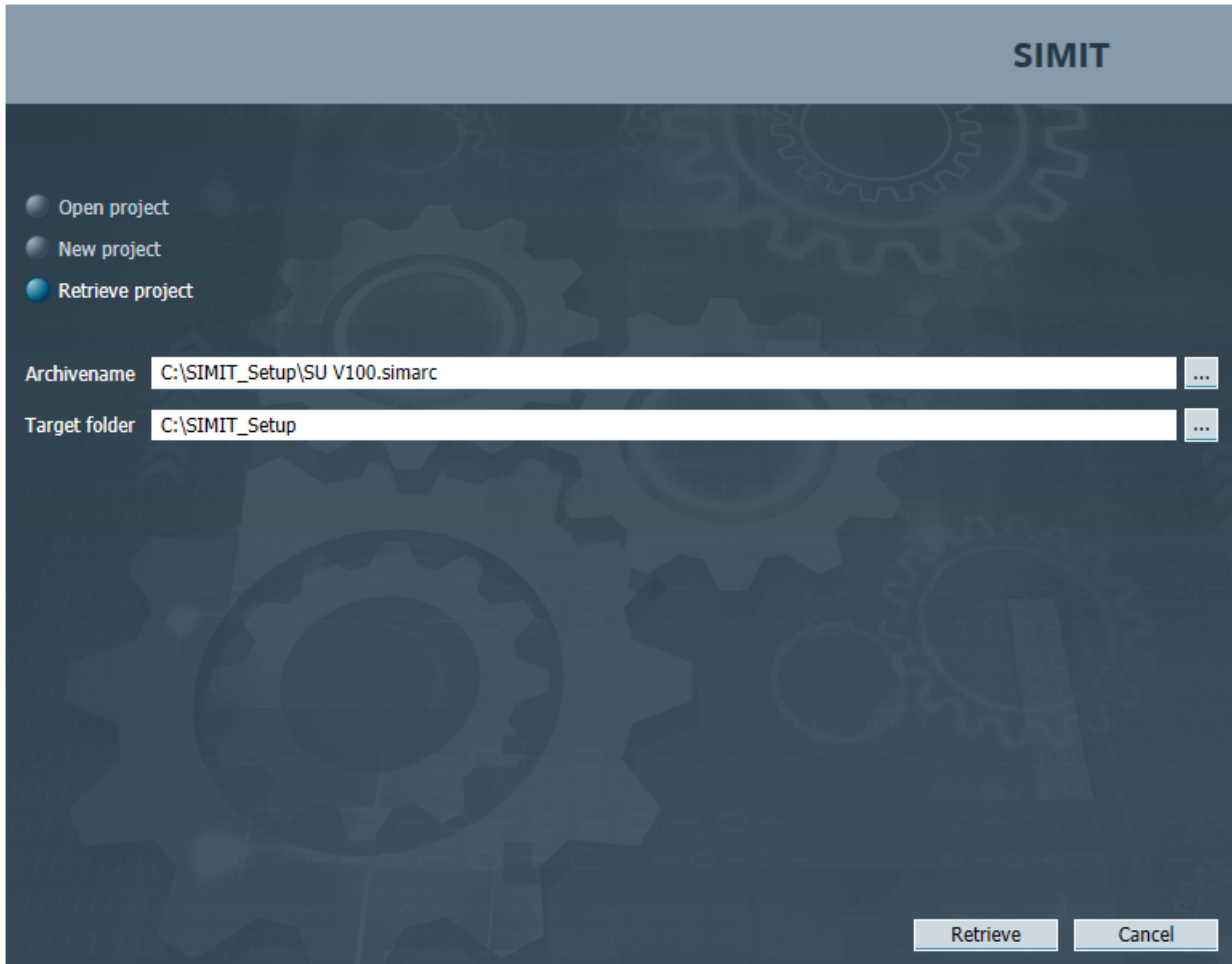 SIMIT
Open project
New project
Retrieve project
Archivename C:\SIMIT_Setup\SU V100.simarc ...
Target folder C:\SIMIT_Setup ...
Retrieve Cancel